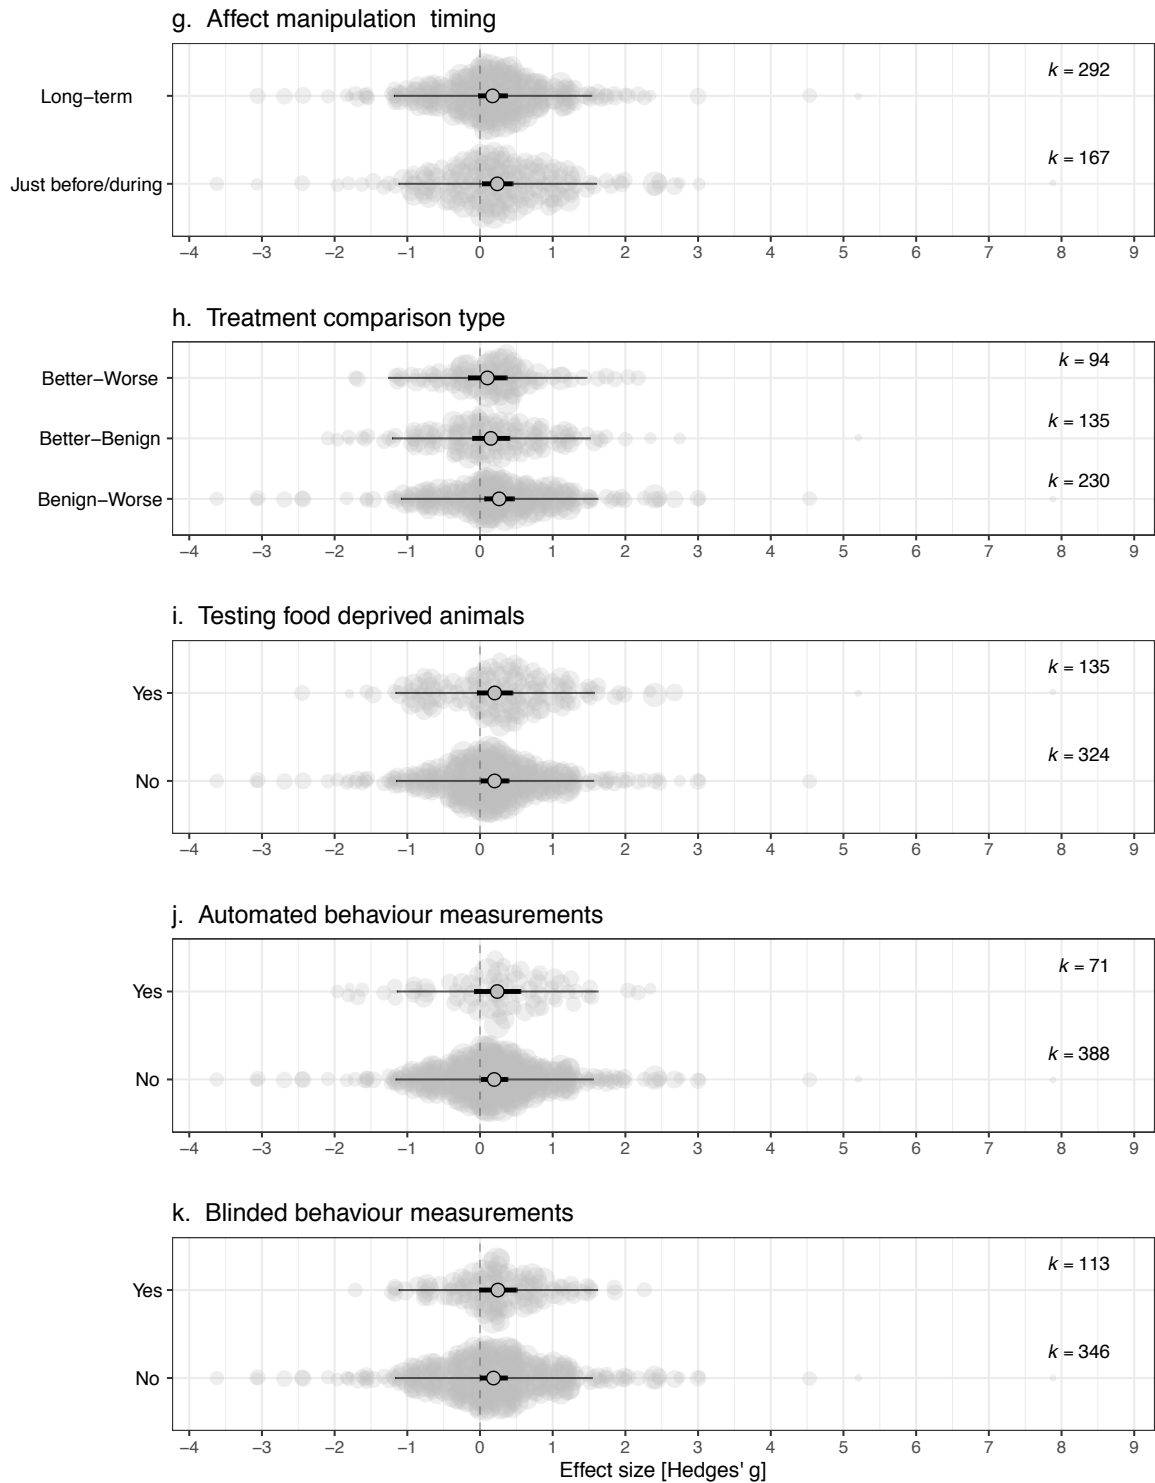 g. Affect manipulation timing
k = 292
Long−term
k = 167
Just before/during
−4 −3 −2 −1 0 1 2 3 4 5 6 7 8 9
h. Treatment comparison type
k = 94
Better−Worse
k = 135
Better−Benign
k = 230
Benign−Worse
−4 −3 −2 −1 0 1 2 3 4 5 6 7 8 9
i. Testing food deprived animals
k = 135
Yes
k = 324
No
−4 −3 −2 −1 0 1 2 3 4 5 6 7 8 9
j. Automated behaviour measurements
k = 71
Yes
k = 388
No
−4 −3 −2 −1 0 1 2 3 4 5 6 7 8 9
k. Blinded behaviour measurements
k = 113
Yes
k = 346
No
−4 −3 −2 −1 0 1 2 3 4 5 6 7 8 9
Effect size [Hedges' g]